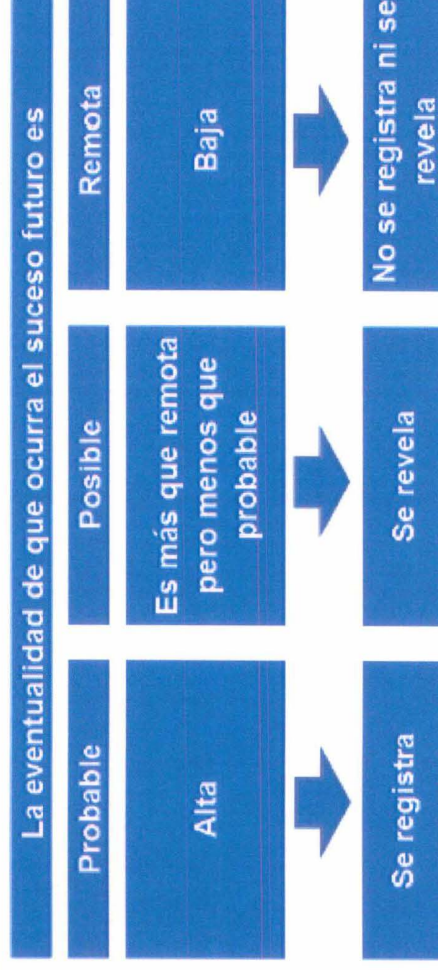 La eventualidad de que ocurra el suceso futuro es
Probable
Posible
Remota
Alta
Es más que remota
pero menos que
probable
Baja
Se registra
Se revela
No se registra ni se
revela